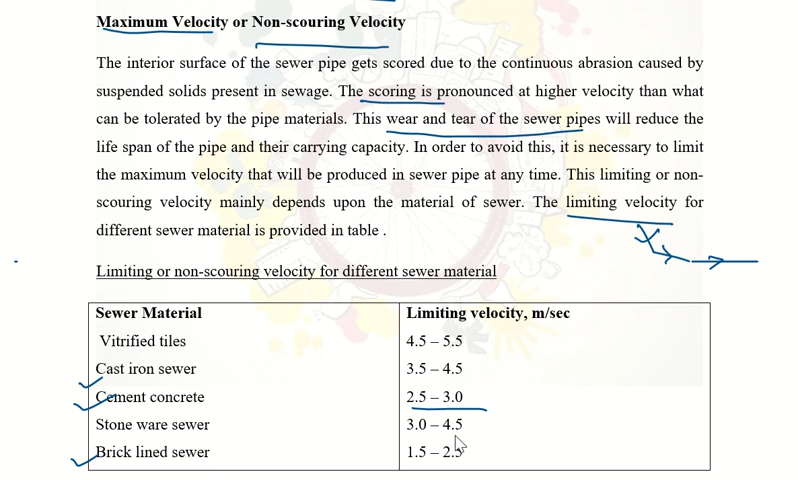 Maximum Velocity or Non-scouring Velocity
The interior surface of the sewer pipe gets scored due to the continuous abrasion caused by
suspended solids present in sewage. The scoring is pronounced at higher velocity than what
can be tolerated by the pipe materials. This wear and tear of the sewer pipes will reduce the
life span of the pipe and their carrying capacity. In order to avoid this, it is necessary to limit
the maximum velocity that will be produced in sewer pipe at any time. This limiting or non-
scouring velocity mainly depends upon the material of sewer. The limiting velocity for
different sewer material is provided in table .
Limiting or non-scouring velocity for different sewer material
Sewer Material Limiting velocity, m/sec
Vitrified tiles 4.5 – 5.5
Cast iron sewer 3.5 – 4.5
Cement concrete 2.5 – 3.0
Stone ware sewer 3.0 – 4.5
Brick lined sewer 1.5 – 2.5